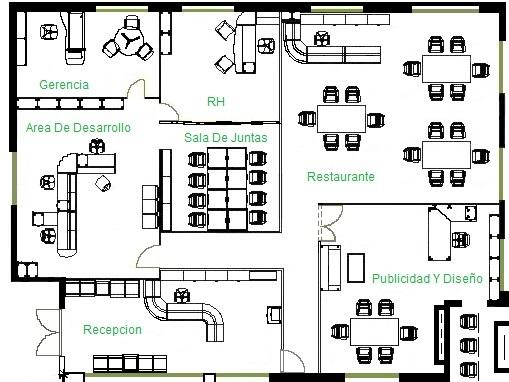 Gerencia
RH
Area De Desarrollo
Sala De Juntas
Restaurante
Publicidad Y Diseño
Recepcion